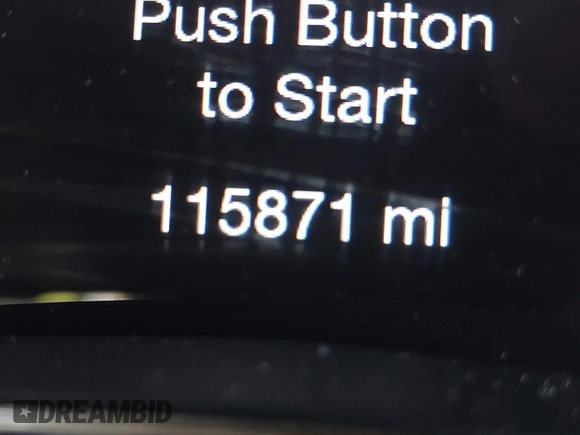 Push Button
to Start
115871 mi
DREAMBID